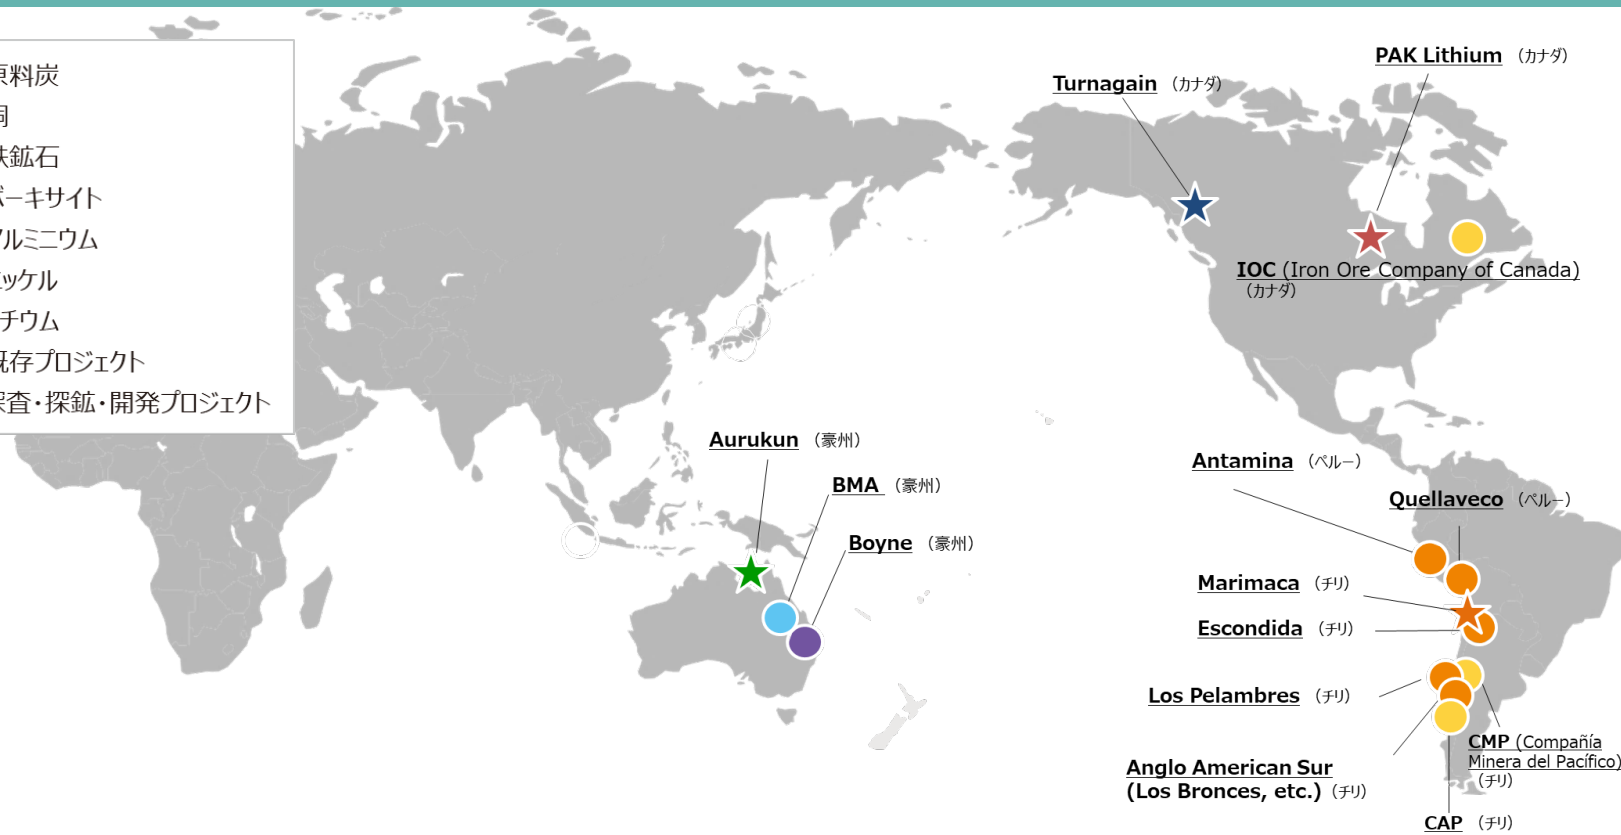 原料炭
銅
鉄鉱石
ボーキサイト
アルミニウム
ニッケル
リチウム
既存プロジェクト
探査・探鉱・開発プロジェクト
PAK Lithium （カナダ）
Turnagain （カナダ）
IOC (Iron Ore Company of Canada)
（カナダ）
Aurukun （豪州）
BMA （豪州）
Boyne （豪州）
Antamina （ペルー）
Quellaveco （ペルー）
Marimaca （チリ）
Escondida （チリ）
Los Pelambres （チリ）
CMP (Compañía
Minera del Pacífico)
（チリ）
Anglo American Sur
(Los Bronces, etc.) （チリ）
CAP （チリ）